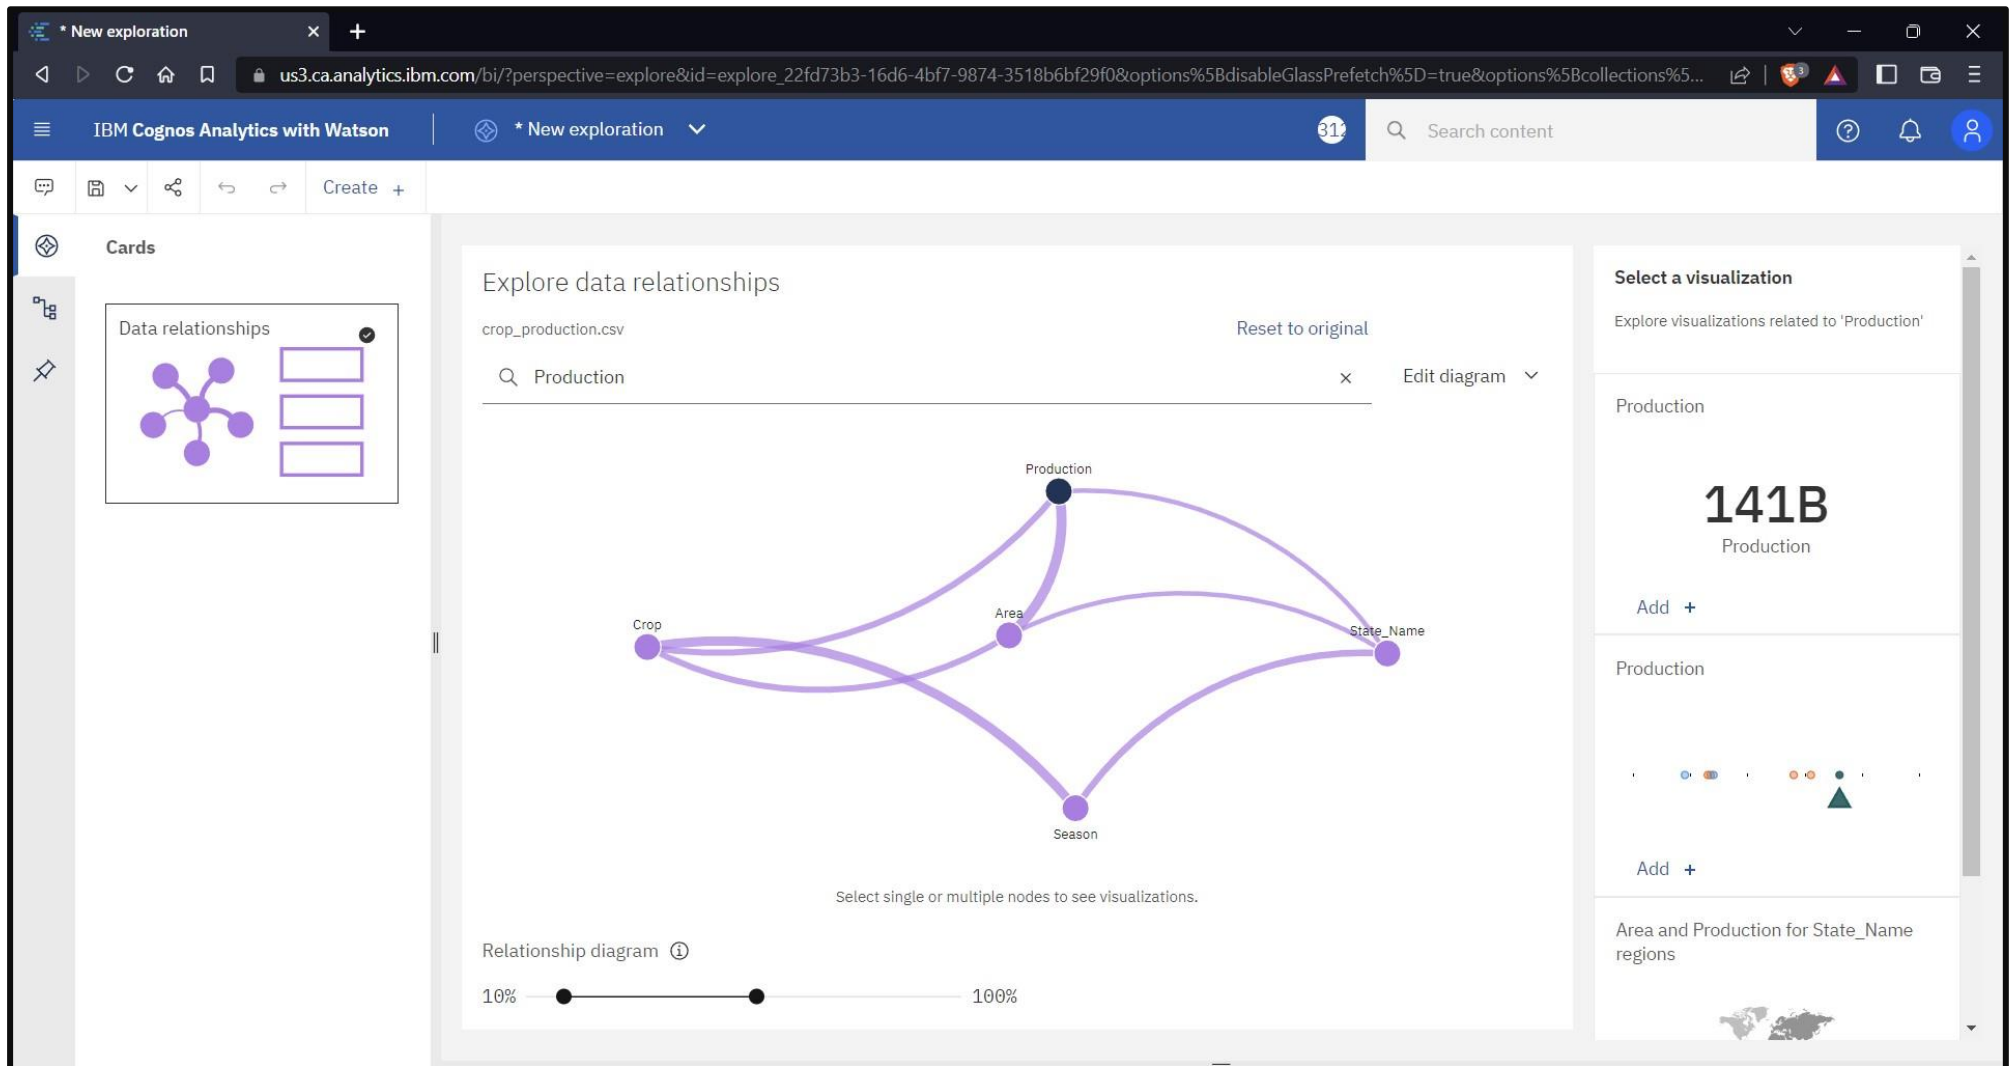 * New exploration
us3.ca.analytics.ibm.com/bi/?perspective=explore&id=explore_22fd73b3-16d6-4bf7-9874-3518b6bf29f0&options%5BdisableGlassPrefetch%5D=true&options%5Bcollections%5...
3
IBM Cognos Analytics with Watson
* New exploration
312
Search content
Create +
Cards
Data relationships
Explore data relationships
crop_production.csv
Reset to original
Production
Edit diagram
Production
Crop
Area
State_Name
Season
Select single or multiple nodes to see visualizations.
Relationship diagram
10%
100%
Select a visualization
Explore visualizations related to 'Production'
Production
141B
Production
Add +
Production
Add +
Area and Production for State_Name
regions